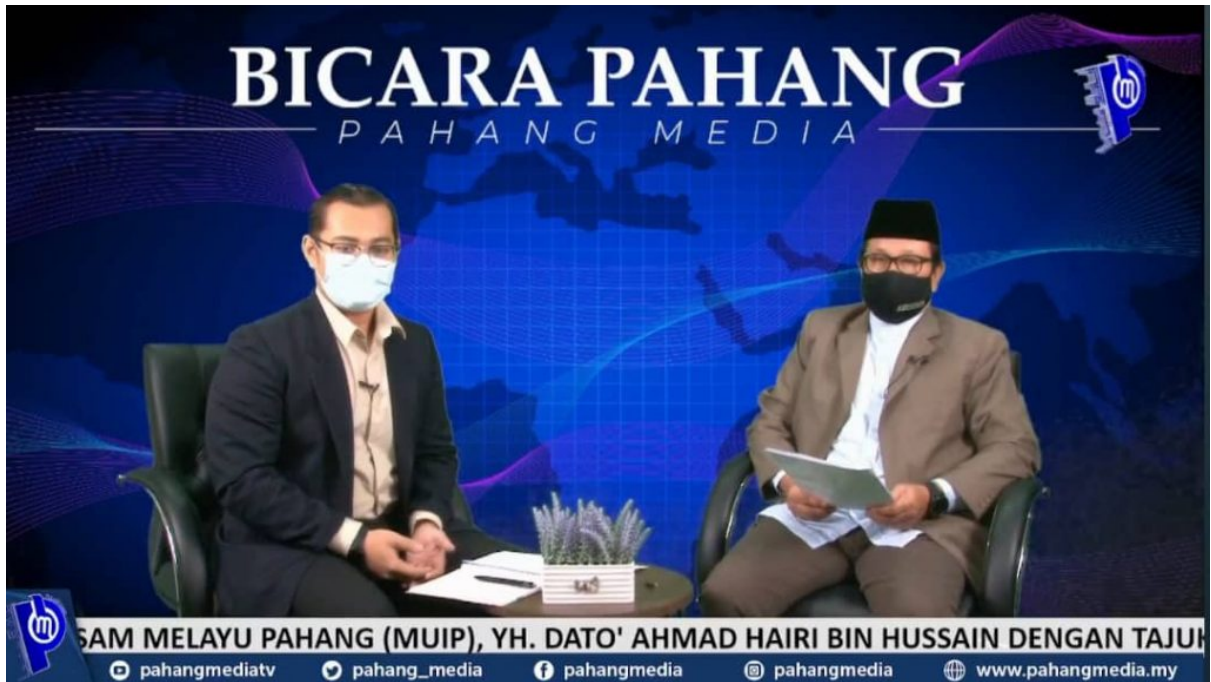 BICARA PAHANG
PAHANG MEDIA
SAM MELAYU PAHANG (MUIP), YH. DATO' AHMAD HAIRI BIN HUSSAIN DENGAN TAJUK
pahangmediatv pahang_media pahangmedia pahangmedia www.pahangmedia.my